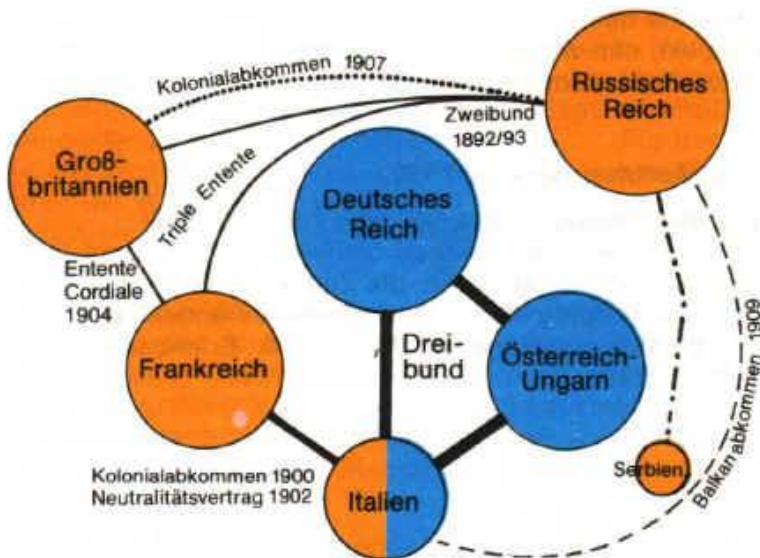 Kolonialabkommen 1907
Russisches
Reich
Zweibund
1892/93
Groß-
britannien
Triple Entente
Deutsches
Reich
Entente
Cordiale
1904
Frankreich
Drei-
bund
Österreich-
Ungarn
Balkanabkommen 1909
Serbien
Kolonialabkommen 1900
Neutralitätsvertrag 1902
Italien